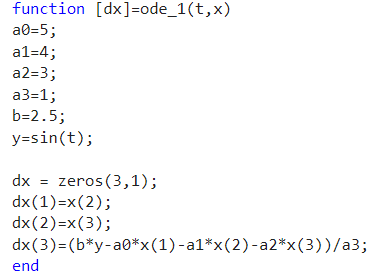 function [dx]=ode_1(t,x)
a0=5;
a1=4;
a2=3;
a3=1;
b=2.5;
y=sin(t);
dx = zeros(3,1);
dx(1)=x(2);
dx(2)=x(3);
dx(3)=(b*y-a0*x(1)-a1*x(2)-a2*x(3))/a3;
end